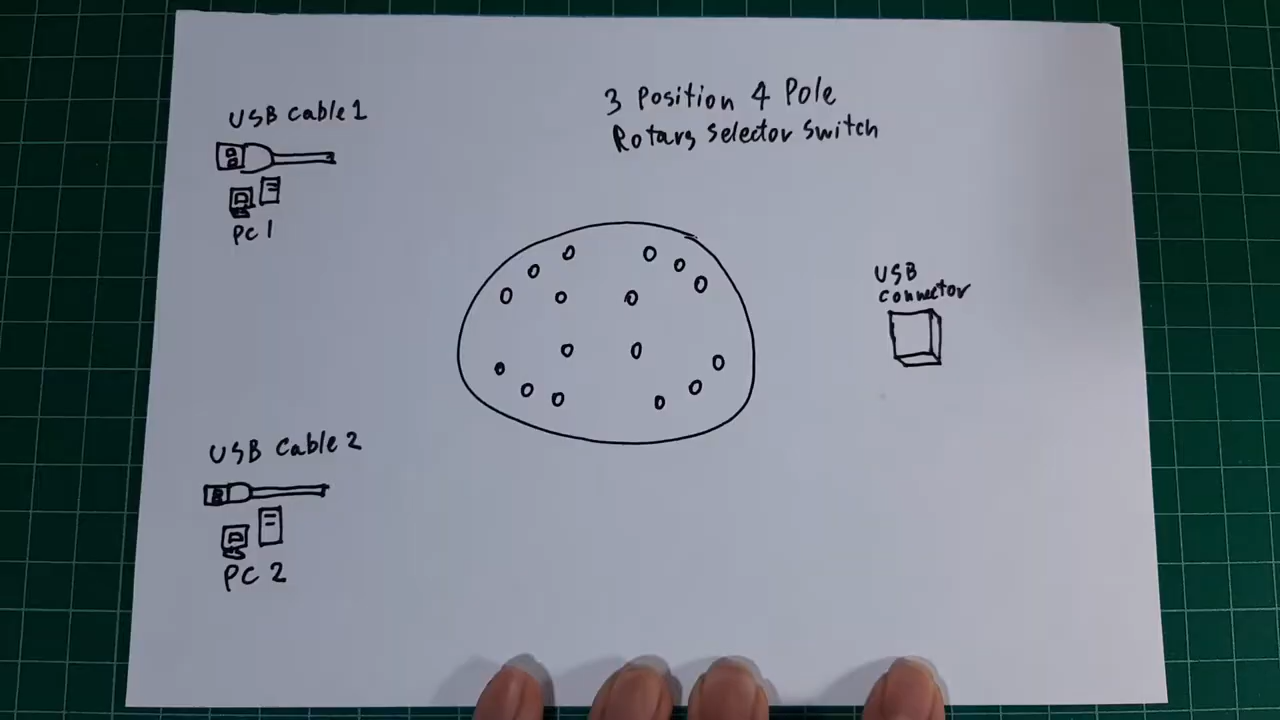 USB Cable 1
PC 1
3 Position 4 Pole
Rotary Selector Switch
USB
Connector
USB Cable 2
PC 2